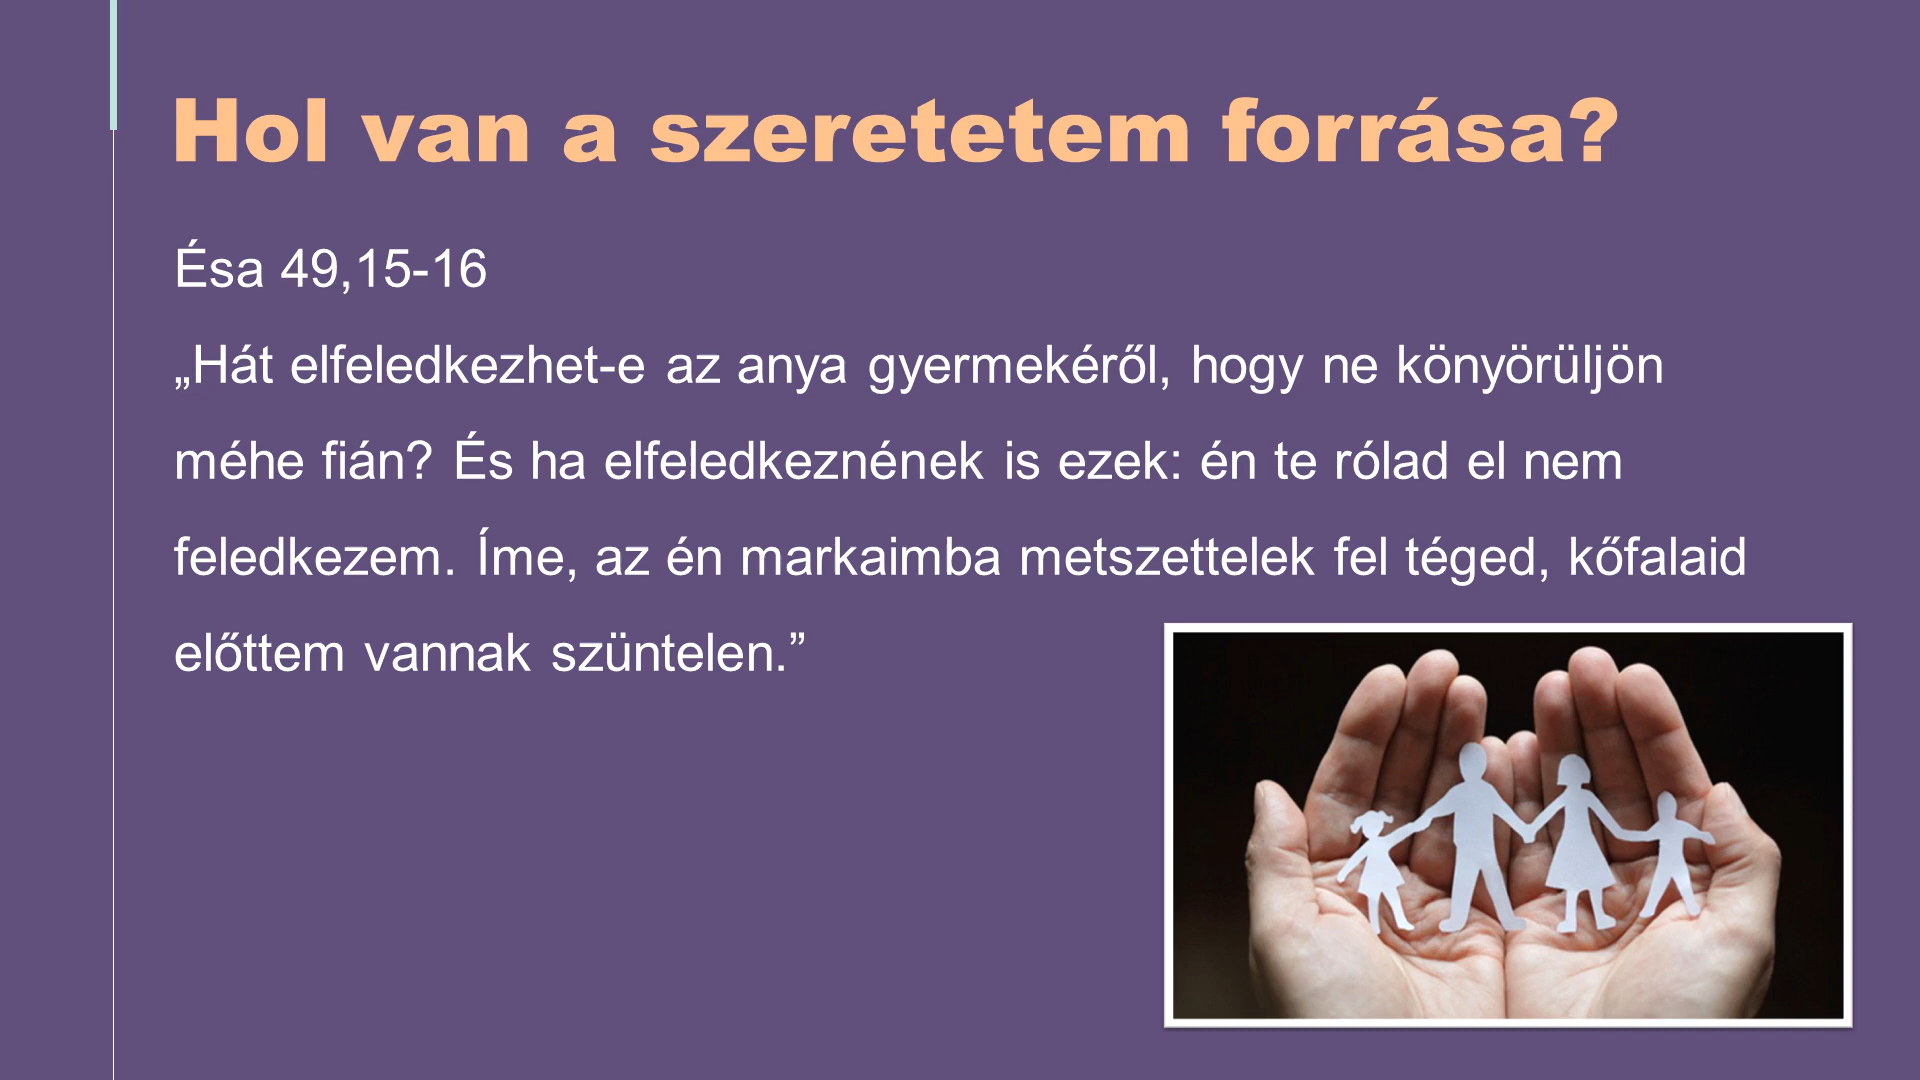 Hol van a szeretetem forrása?
Ésa 49,15-16
„Hát elfeledkezhet-e az anya gyermekéről, hogy ne könyörüljön
méhe fián? És ha elfeledkeznének is ezek: én te rólad el nem
feledkezem. Íme, az én markaimba metszettelek fel téged, kőfalaid
előttem vannak szüntelen.”